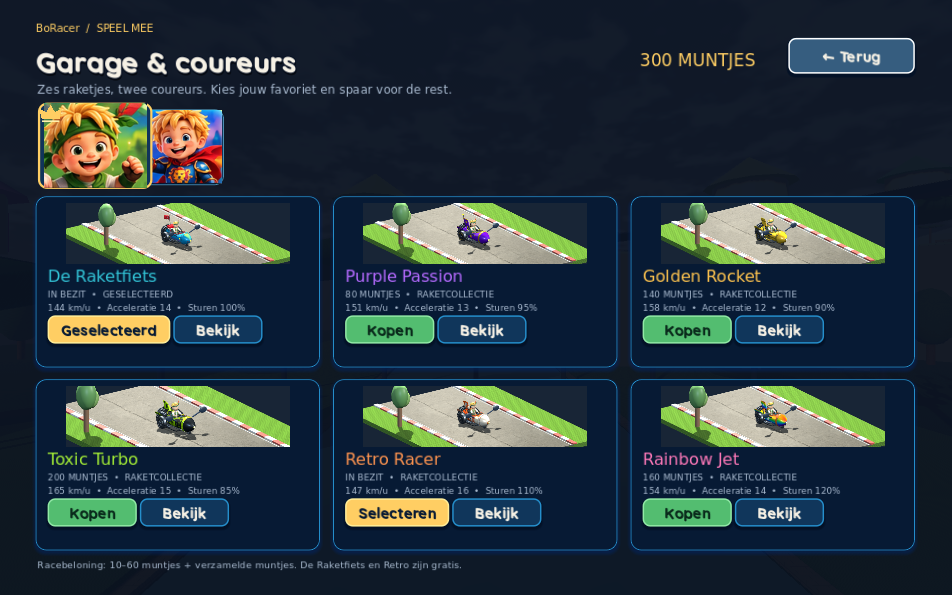 BoRacer / SPEEL MEE
Garage & coureurs
300 MUNTJES
← Terug
Zes raketjes, twee coureurs. Kies jouw favoriet en spaar voor de rest.
De Raketfiets
IN BEZIT • GESELECTEERD
144 km/u • Acceleratie 14 • Sturen 100%
Geselecteerd
Bekijk
Purple Passion
80 MUNTJES • RAKETCOLLECTIE
151 km/u • Acceleratie 13 • Sturen 95%
Kopen
Bekijk
Golden Rocket
140 MUNTJES • RAKETCOLLECTIE
158 km/u • Acceleratie 12 • Sturen 90%
Kopen
Bekijk
Toxic Turbo
200 MUNTJES • RAKETCOLLECTIE
165 km/u • Acceleratie 15 • Sturen 85%
Kopen
Bekijk
Retro Racer
IN BEZIT • RAKETCOLLECTIE
147 km/u • Acceleratie 16 • Sturen 110%
Selecteren
Bekijk
Rainbow Jet
160 MUNTJES • RAKETCOLLECTIE
154 km/u • Acceleratie 14 • Sturen 120%
Kopen
Bekijk
Racebeloning: 10–60 muntjes + verzamelde muntjes. De Raketfiets en Retro zijn gratis.